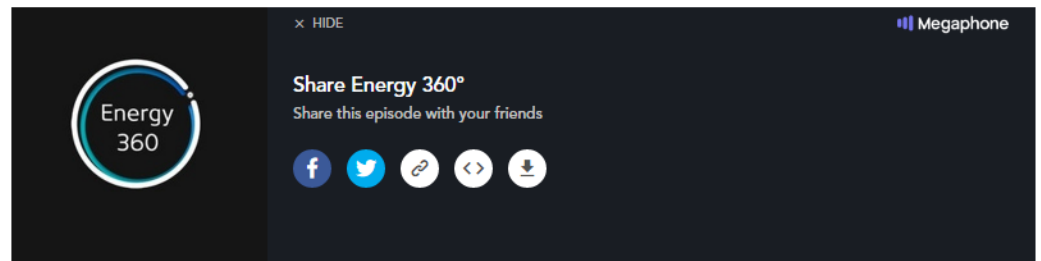 × HIDE
Megaphone
Energy
360
Share Energy 360°
Share this episode with your friends